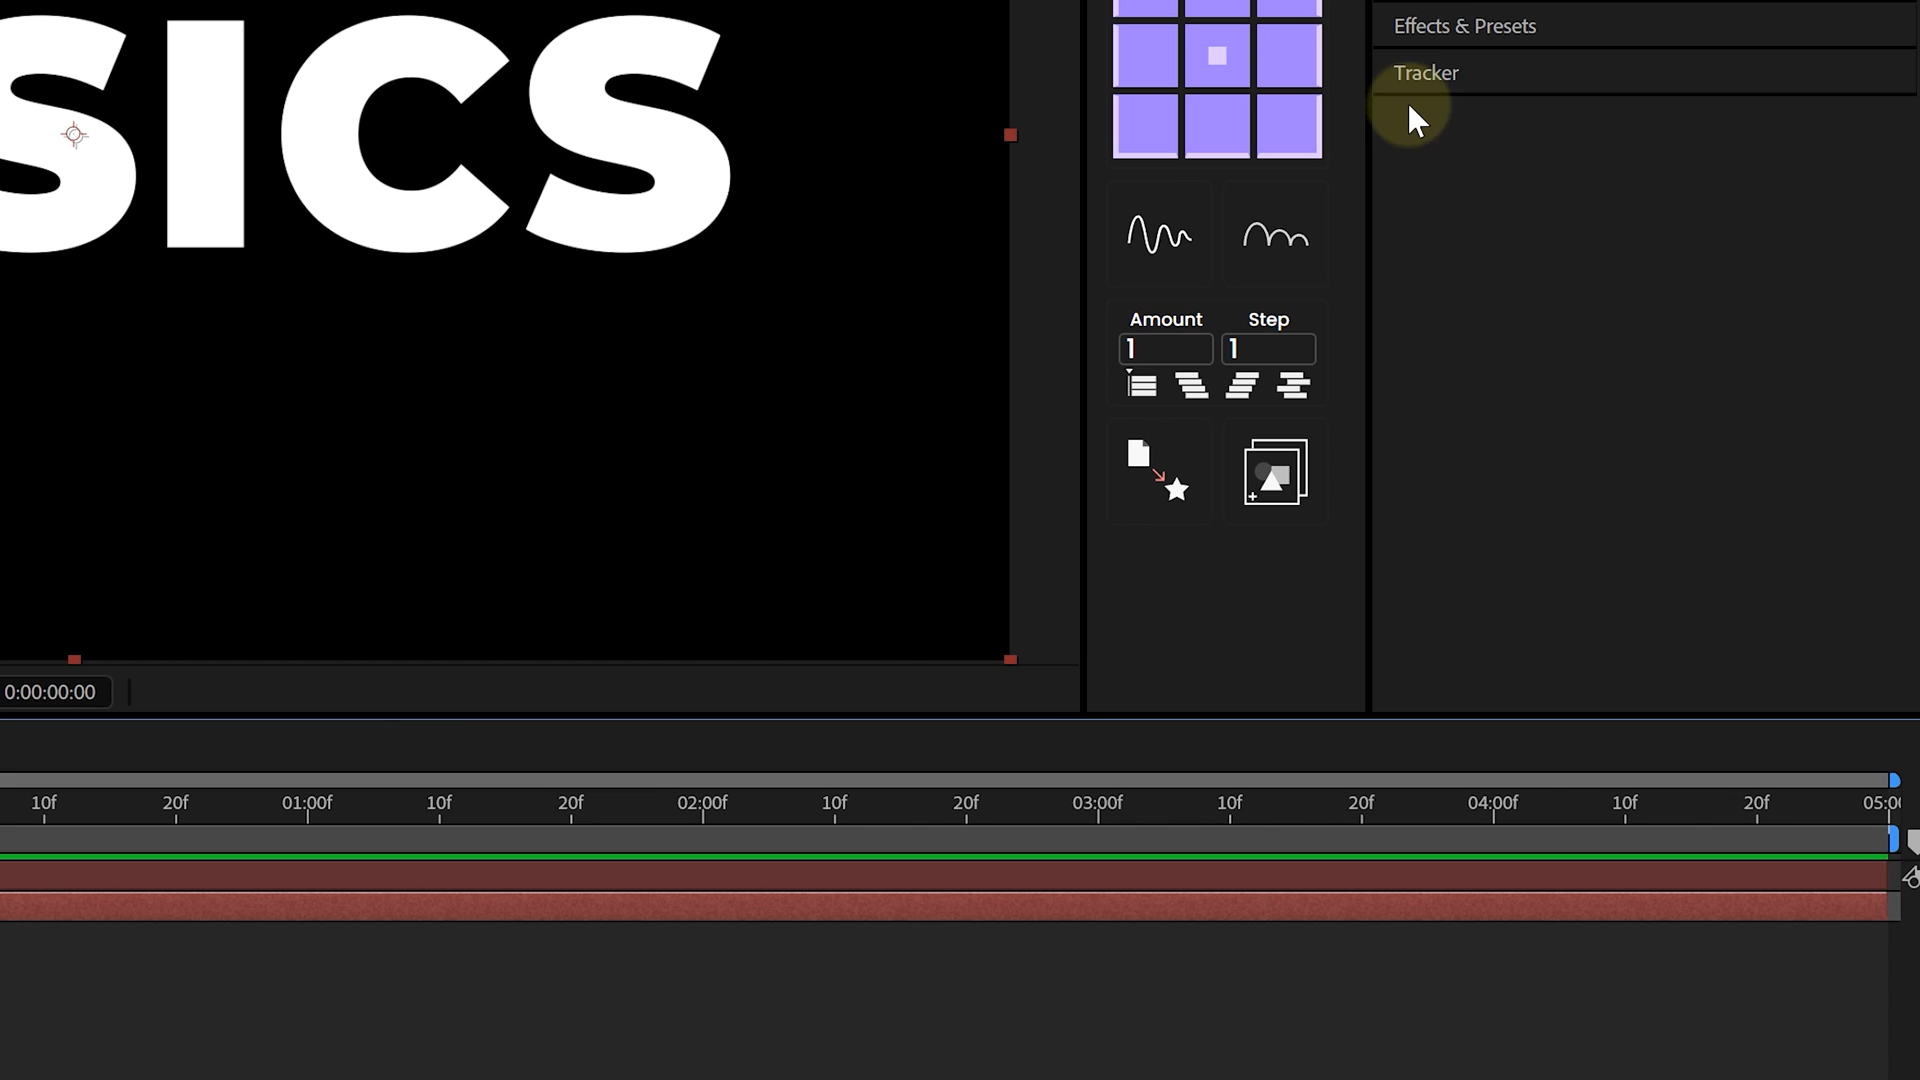 SICS
Effects & Presets
Tracker
Amount Step
1 1
0:00:00:00
10f 20f 01:00f 10f 20f 02:00f 10f 20f 03:00f 10f 20f 04:00f 10f 20f 05:00